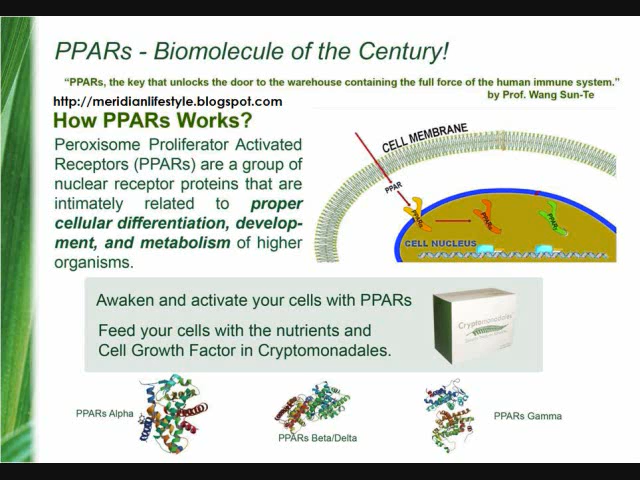 PPARs - Biomolecule of the Century!
“PPARs, the key that unlocks the door to the warehouse containing the full force of the human immune system.”
by Prof. Wang Sun-Te
http://meridianlifestyle.blogspot.com
How PPARs Works?
Peroxisome Proliferator Activated
Receptors (PPARs) are a group of
nuclear receptor proteins that are
intimately related to proper
cellular differentiation, develop-
ment, and metabolism of higher
organisms.
CELL MEMBRANE
PPAR
PPARs
PPARs
PPARs
CELL NUCLEUS
Awaken and activate your cells with PPARs
Feed your cells with the nutrients and
Cell Growth Factor in Cryptomonadales.
Cryptomonadales
PPARs Alpha
PPARs Beta/Delta
PPARs Gamma